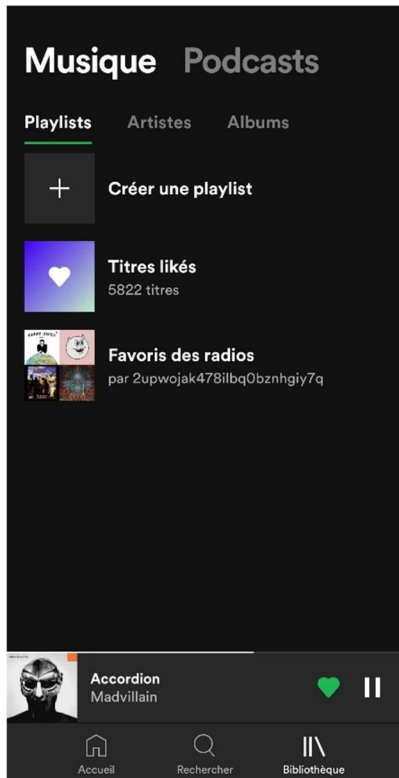 Musique Podcasts
Playlists Artistes Albums
Créer une playlist
Titres likés
5822 titres
Favoris des radios
par 2upwojak478ilbq0bznhgiy7q
Accordion
Madvillain
Accueil Rechercher Bibliothèque